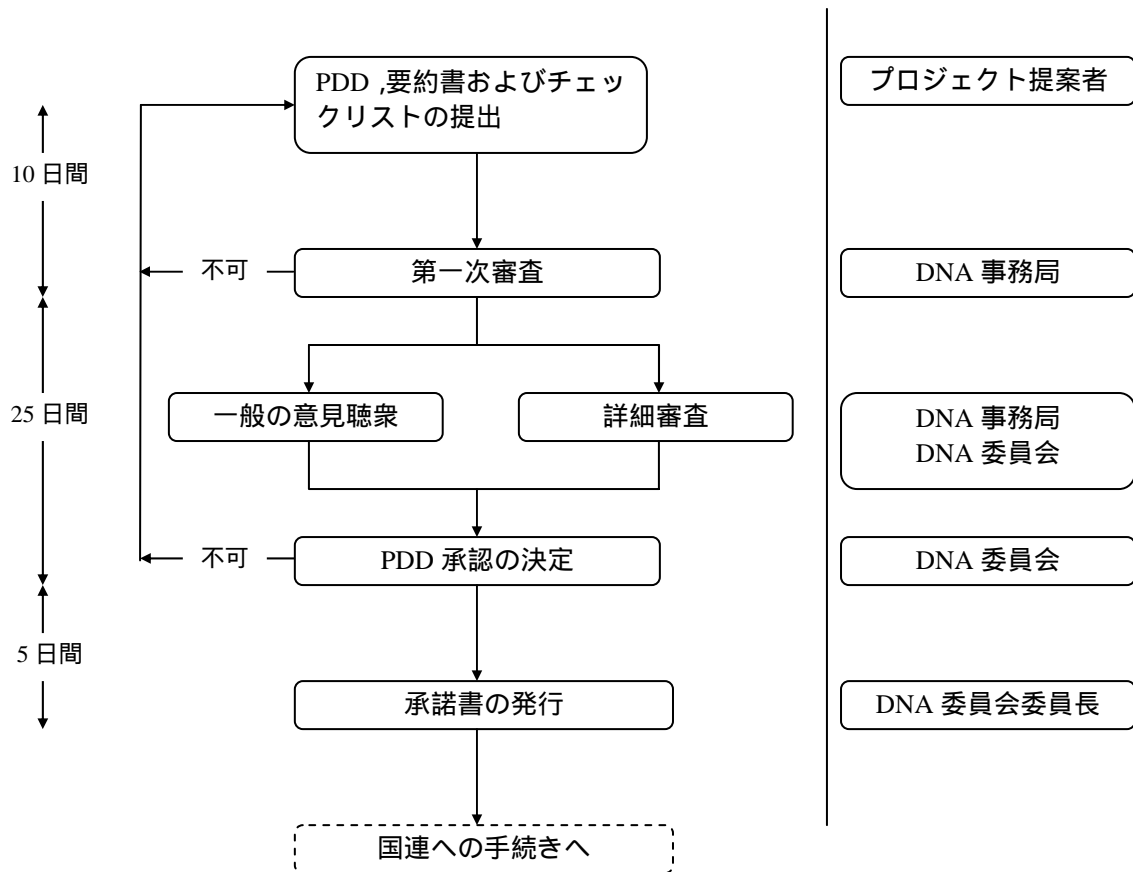 PDD ,要約書およびチェッ
クリストの提出
プロジェクト提案者
10 日間
不可
第一次審査
DNA 事務局
25 日間
一般の意見聴衆
詳細審査
DNA 事務局
DNA 委員会
不可
PDD 承認の決定
DNA 委員会
5 日間
承諾書の発行
DNA 委員会委員長
国連への手続きへ